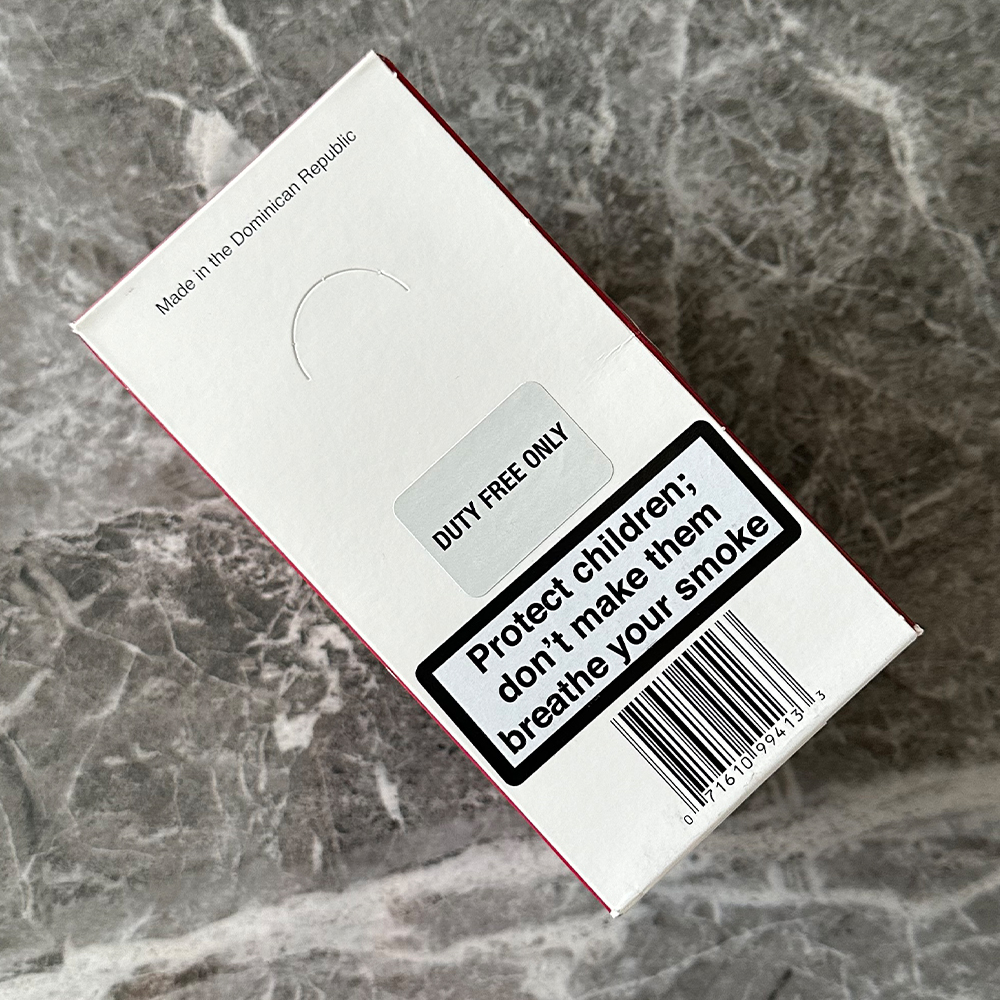 Made in the Dominican Republic
DUTY FREE ONLY
Protect children;
don't make them
breathe your smoke
0 71610 99413 3